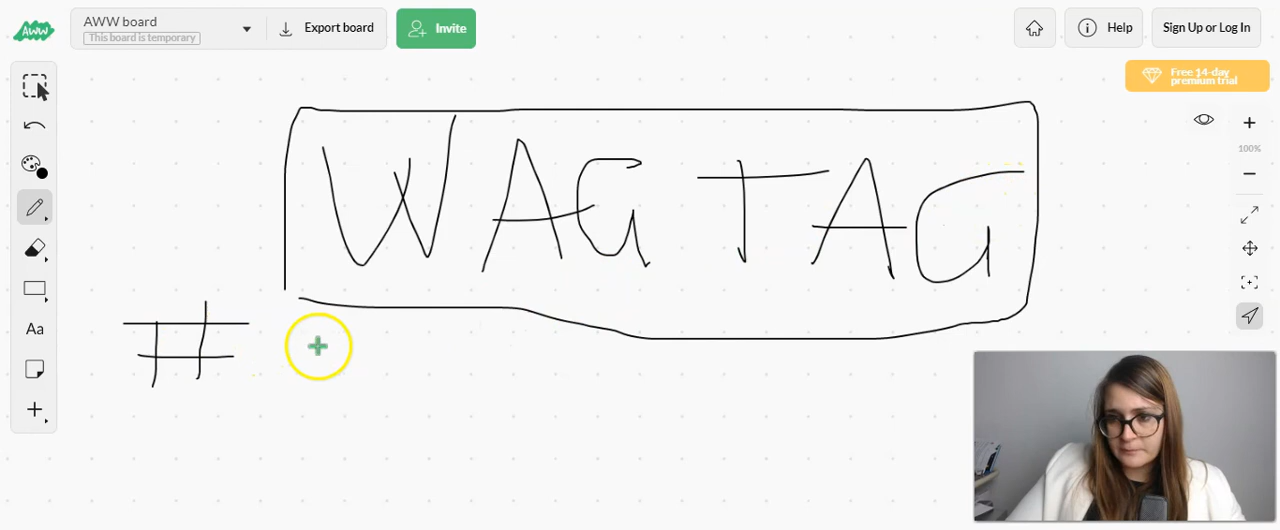 AWW
AWW board
This board is temporary
Export board
Invite
Help
Sign Up or Log In
Free 14-day
premium trial
100%
Aa
WAG TAG
#